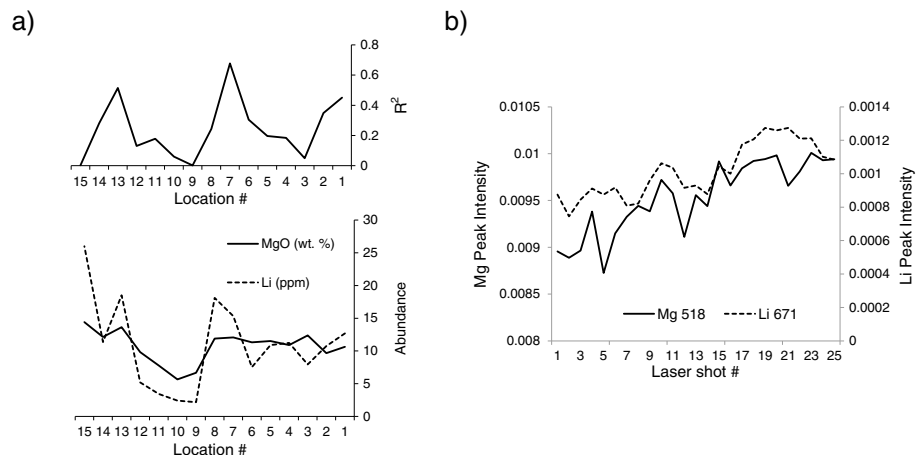 a)
0.8
0.6
0.4
0.2
0
R²
15 14 13 12 11 10 9 8 7 6 5 4 3 2 1
Location #
30
25
20
15
10
5
0
Abundance
MgO (wt. %)
Li (ppm)
15 14 13 12 11 10 9 8 7 6 5 4 3 2 1
Location #
b)
0.0105
0.01
0.0095
0.009
0.0085
0.008
Mg Peak Intensity
0.0014
0.0012
0.001
0.0008
0.0006
0.0004
0.0002
0
Li Peak Intensity
Mg 518 Li 671
1 3 5 7 9 11 13 15 17 19 21 23 25
Laser shot #